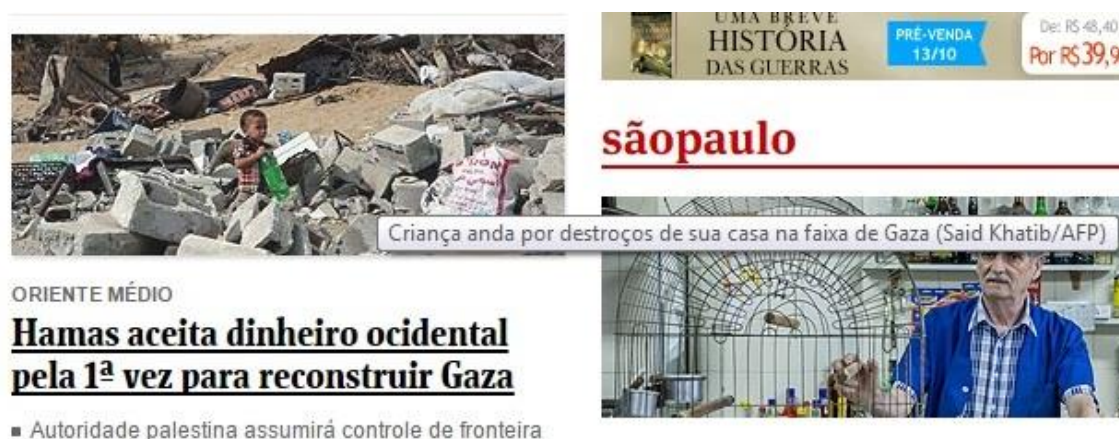 UMA BREVE
HISTÓRIA
DAS GUERRAS
PRÉ-VENDA
13/10
De: R$ 48,40
Por R$ 39,9
sãopaulo
Criança anda por destroços de sua casa na faixa de Gaza (Said Khatib/AFP)
ORIENTE MÉDIO
Hamas aceita dinheiro ocidental
pela 1ª vez para reconstruir Gaza
Autoridade palestina assumirá controle de fronteira